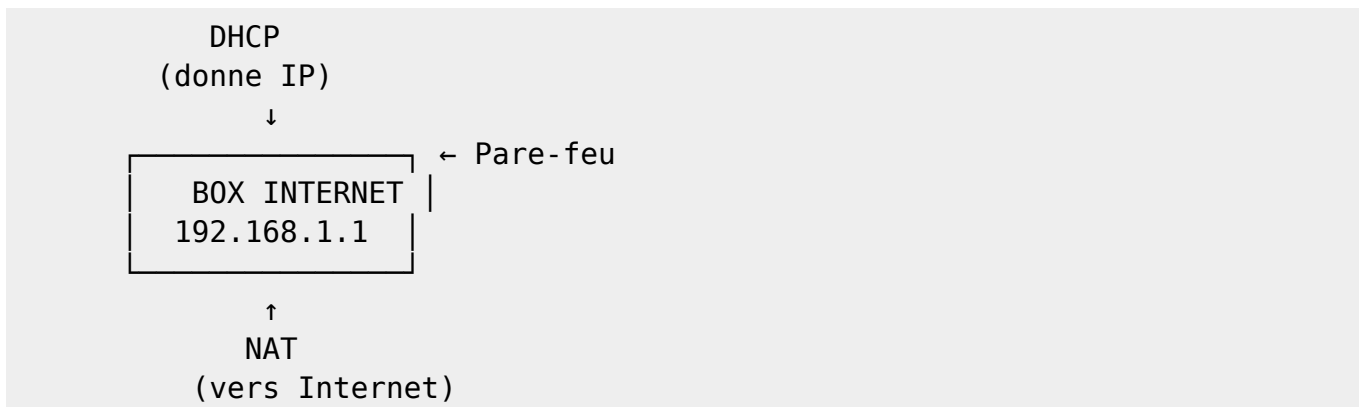 DHCP
(donne IP)
↓
← Pare-feu
BOX INTERNET
192.168.1.1
↑
NAT
(vers Internet)